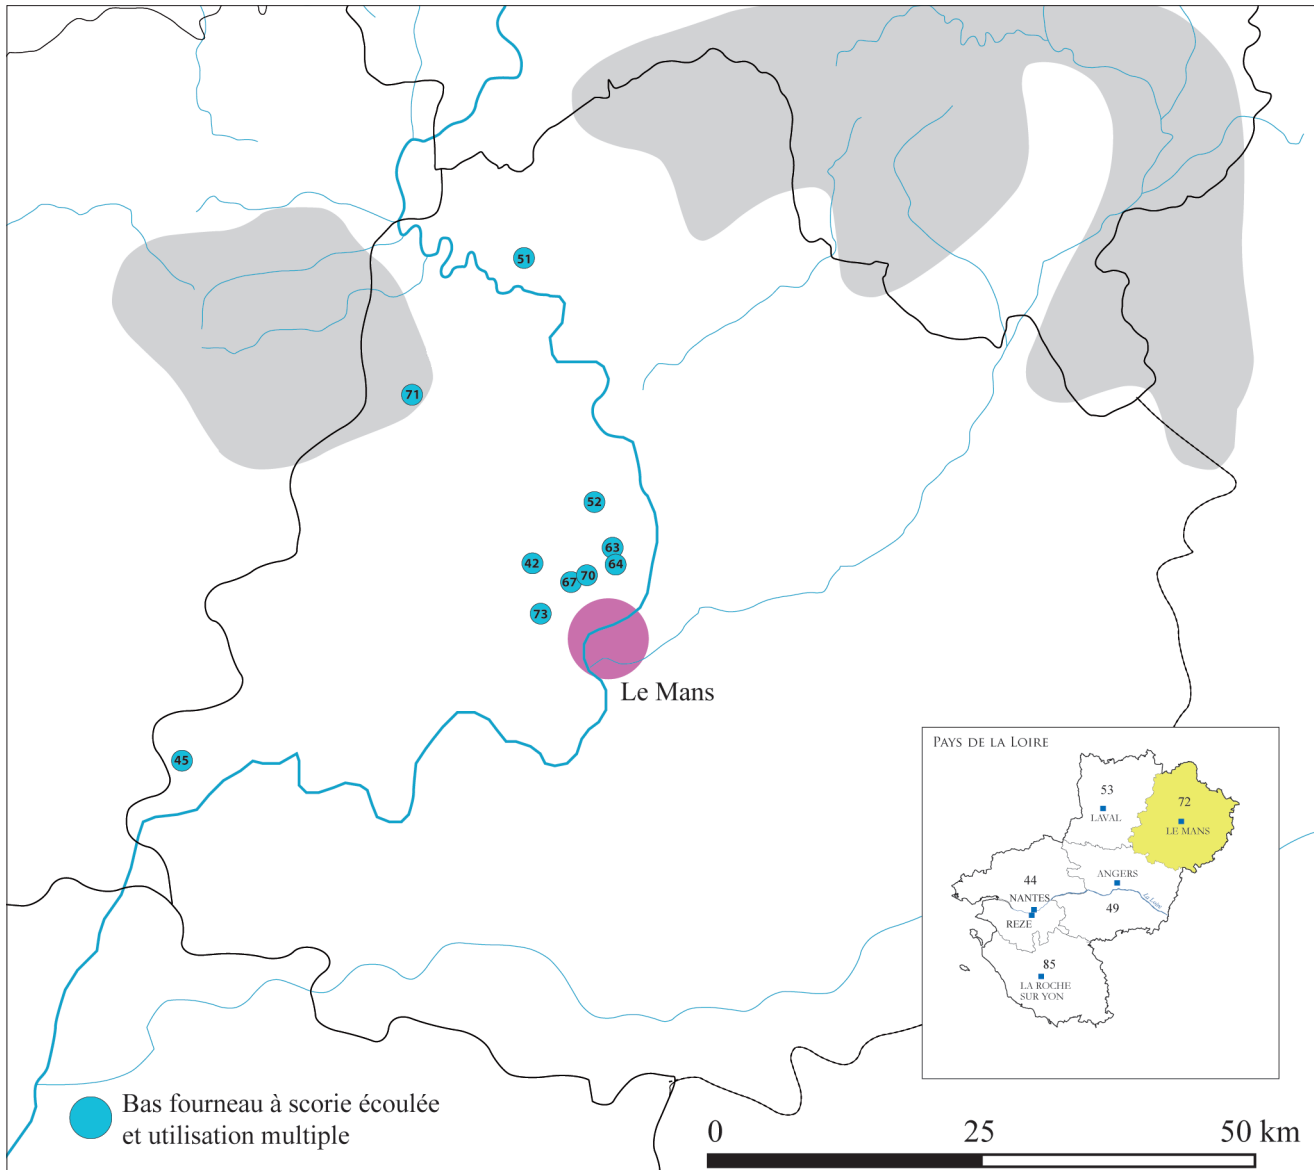 51
71
52
63
42
64
67
70
73
Le Mans
45
PAYS DE LA LOIRE
53
LAVAL
72
LE MANS
44
ANGERS
NANTES
La Loire
49
REZE
85
LA ROCHE
SUR YON
Bas fourneau à scorie écoulée
et utilisation multiple
0 25 50 km